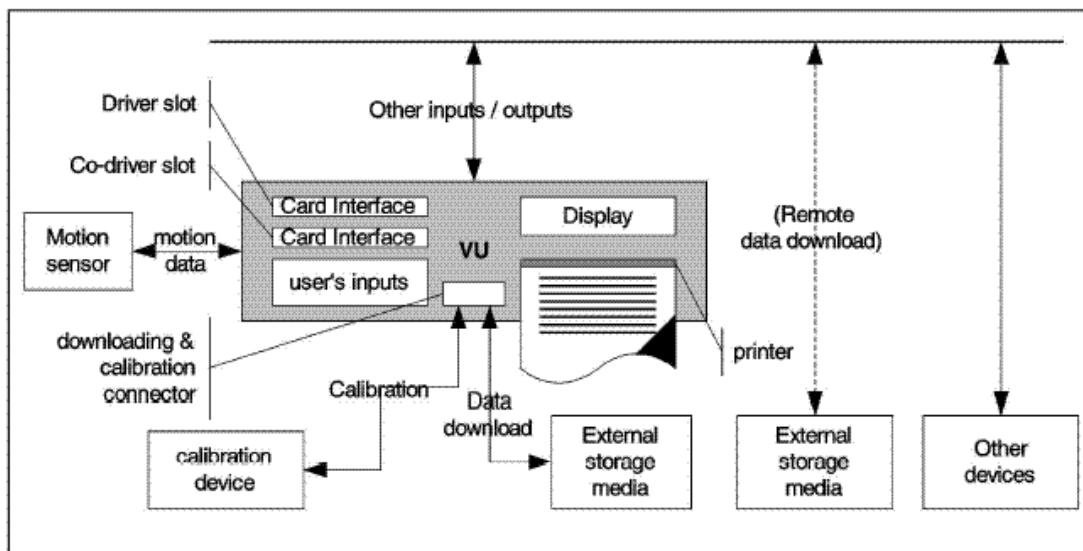 Driver slot
Other inputs / outputs
Co-driver slot
Card Interface
Display
(Remote
data download)
Motion
sensor
motion
data
Card Interface
VU
user's inputs
downloading &
calibration
connector
printer
Calibration
Data
download
calibration
device
External
storage
media
External
storage
media
Other
devices